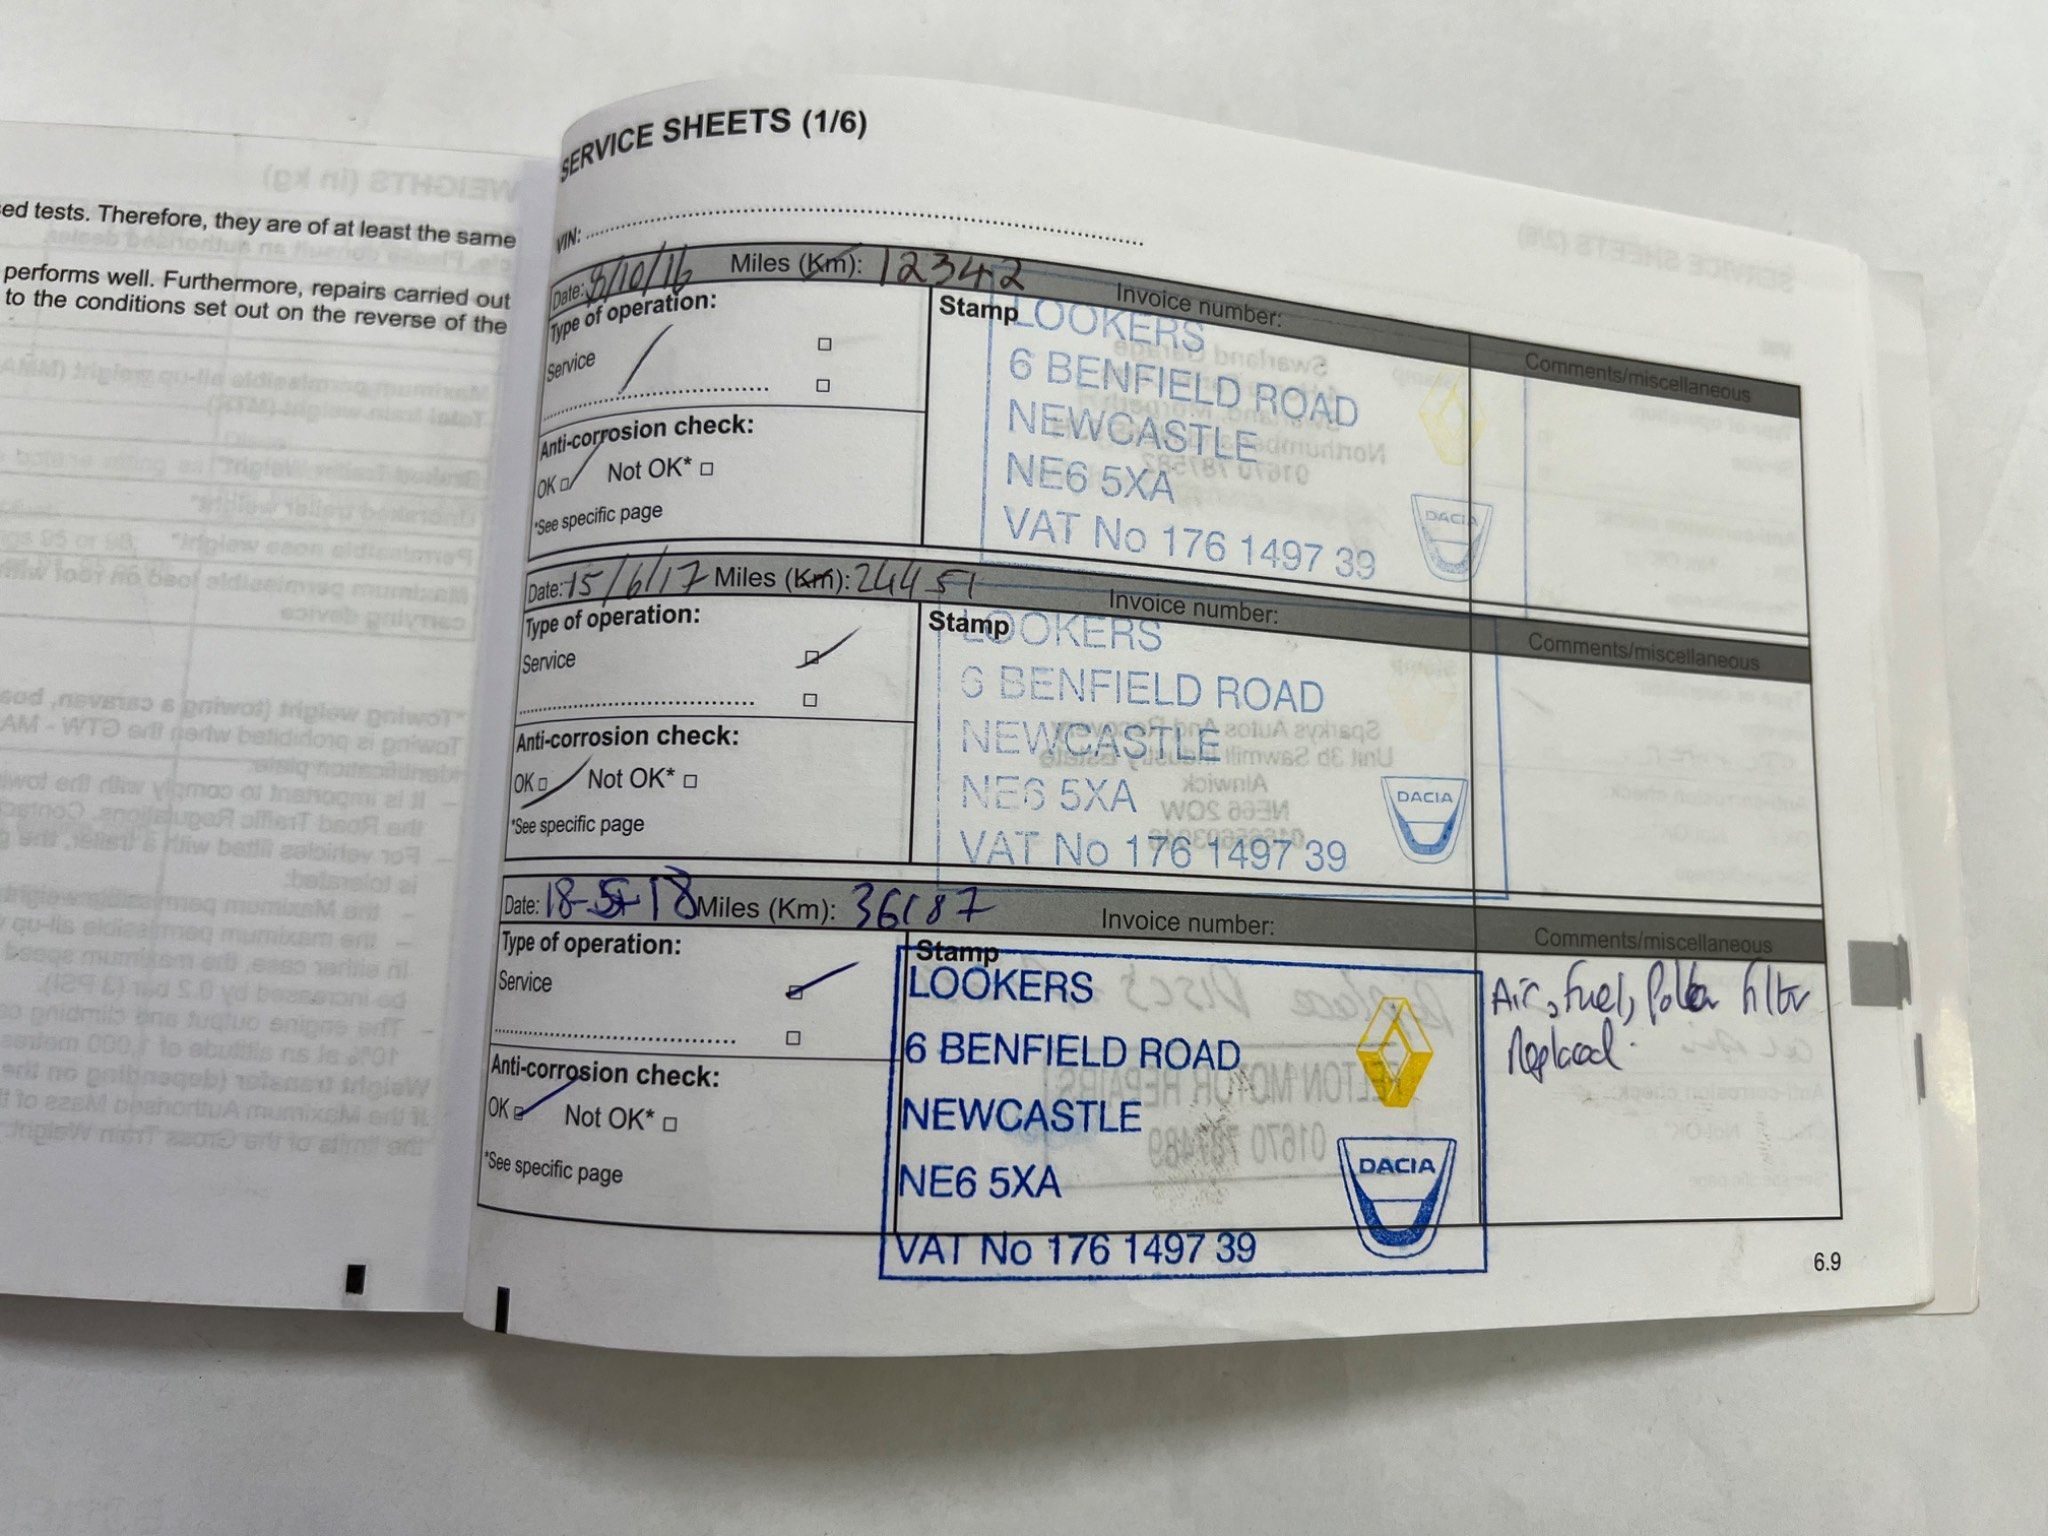 ed tests. Therefore, they are of at least the same
performs well. Furthermore, repairs carried out
to the conditions set out on the reverse of the
SERVICE SHEETS (1/6)
VIN:
Date: 8/10/16 Miles (Km): 12342 Invoice number:
Type of operation:
Service
Anti-corrosion check:
OK Not OK*
*See specific page
Stamp
LOOKERS
6 BENFIELD ROAD
NEWCASTLE
NE6 5XA
VAT No 176 1497 39
DACIA
Comments/miscellaneous
Date: 15/6/17 Miles (Km): 24451 Invoice number:
Type of operation:
Service
Anti-corrosion check:
OK Not OK*
*See specific page
Stamp
LOOKERS
6 BENFIELD ROAD
NEWCASTLE
NE6 5XA
VAT No 176 1497 39
DACIA
Comments/miscellaneous
Date: 18-5-18 Miles (Km): 36187 Invoice number:
Type of operation:
Service
Anti-corrosion check:
OK Not OK*
*See specific page
Stamp
LOOKERS
6 BENFIELD ROAD
NEWCASTLE
NE6 5XA
VAT No 176 1497 39
DACIA
Comments/miscellaneous
Air, Fuel, Pollen filter
Replaced.
6.9